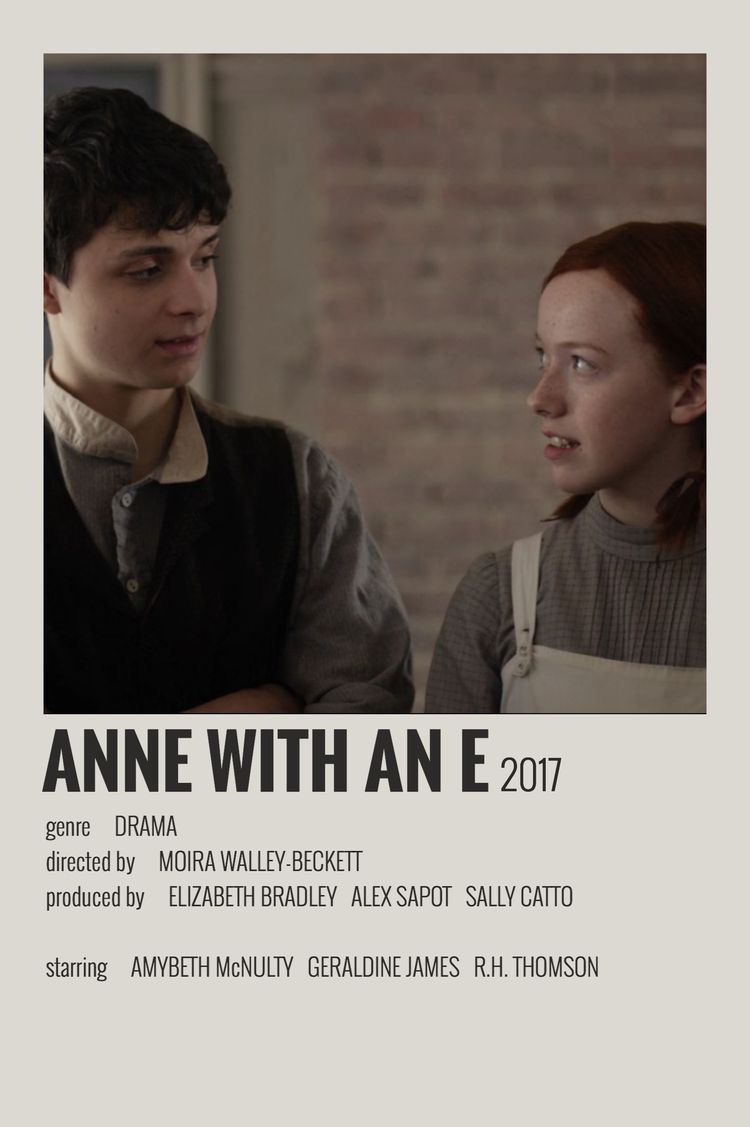 ANNE WITH AN E 2017
genre DRAMA
directed by MOIRA WALLEY-BECKETT
produced by ELIZABETH BRADLEY ALEX SAPOT SALLY CATTO
starring AMYBETH McNULTY GERALDINE JAMES R.H. THOMSON